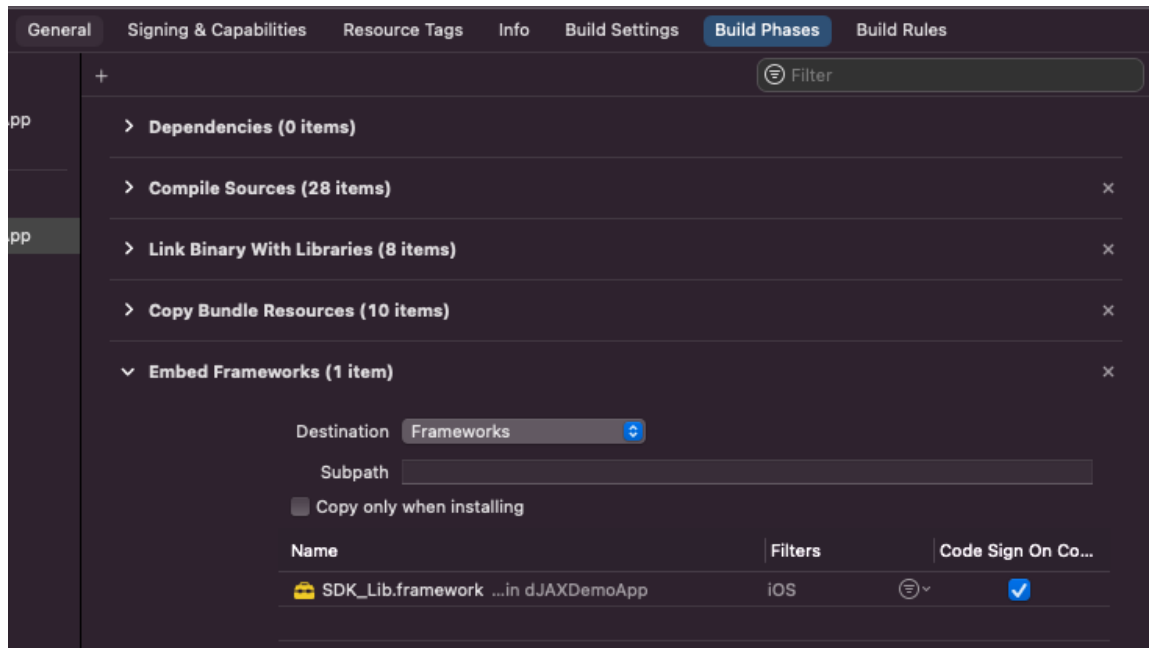 General Signing & Capabilities Resource Tags Info Build Settings Build Phases Build Rules
+ Filter
.pp
Dependencies (0 items)
Compile Sources (28 items)
.pp
Link Binary With Libraries (8 items)
Copy Bundle Resources (10 items)
Embed Frameworks (1 item)
Destination Frameworks
Subpath
Copy only when installing
Name Filters Code Sign On Co...
SDK_Lib.framework ...in dJAXDemoApp iOS